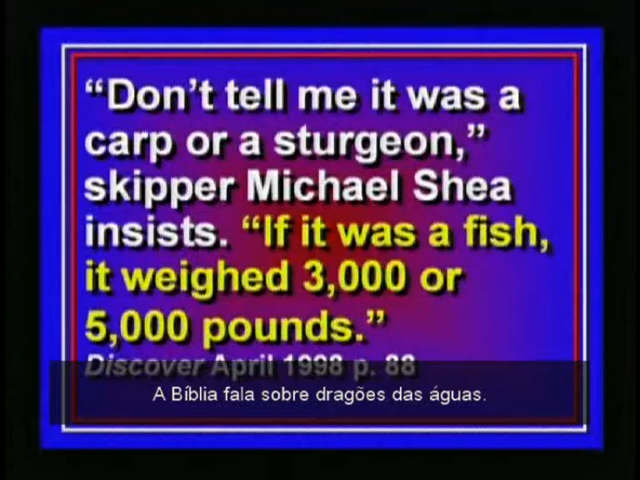 “Don’t tell me it was a
carp or a sturgeon,”
skipper Michael Shea
insists. “If it was a fish,
it weighed 3,000 or
5,000 pounds.”
Discover April 1998 p. 88
A Bíblia fala sobre dragões das águas.